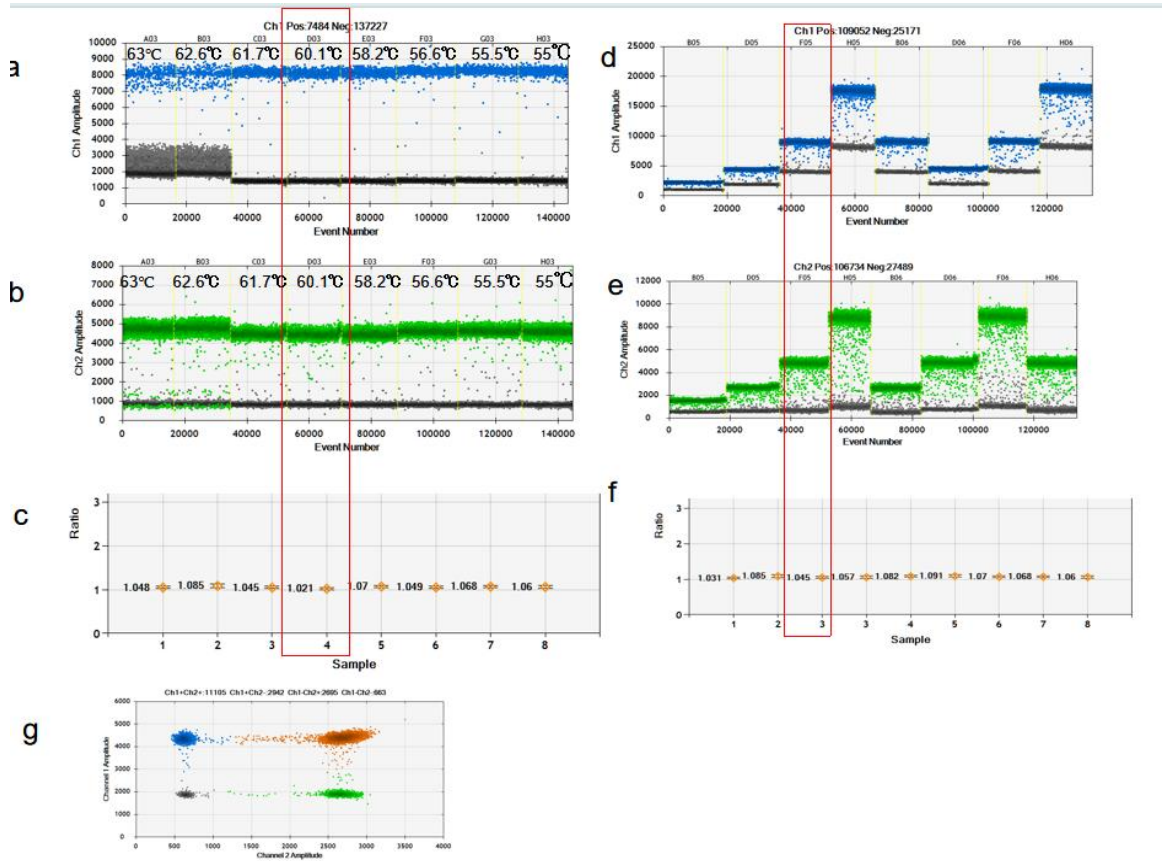 a
Ch1 Pos:7484 Neg:137227
A03 B03 C03 D03 E03 F03 G03 H03
63℃ 62.6℃ 61.7℃ 60.1℃ 58.2℃ 56.6℃ 55.5℃ 55℃
Ch1 Amplitude
10000
9000
8000
7000
6000
5000
4000
3000
2000
1000
0
0 20000 40000 60000 80000 100000 120000 140000
Event Number
b
A03 B03 C03 D03 E03 F03 G03 H03
63℃ 62.6℃ 61.7℃ 60.1℃ 58.2℃ 56.6℃ 55.5℃ 55℃
Ch2 Amplitude
8000
7000
6000
5000
4000
3000
2000
1000
0
0 20000 40000 60000 80000 100000 120000 140000
Event Number
c
Ratio
3
2
1
0
1.048 1.085 1.045 1.021 1.07 1.049 1.068 1.06
1 2 3 4 5 6 7 8
Sample
d
Ch1 Pos:109052 Neg:25171
B05 D05 F05 H05 B06 D06 F06 H06
Ch1 Amplitude
25000
20000
15000
10000
5000
0
0 20000 40000 60000 80000 100000 120000
Event Number
e
Ch2 Pos:106734 Neg:27489
B05 D05 F05 H05 B06 D06 F06 H06
Ch2 Amplitude
12000
10000
8000
6000
4000
2000
0
0 20000 40000 60000 80000 100000 120000
Event Number
f
Ratio
3
2
1
0
1.031 1.085 1.045 1.057 1.082 1.091 1.07 1.068 1.06
1 2 3 3 4 5 6 7 8
Sample
g
Ch1+Ch2+:11105 Ch1+Ch2-:2942 Ch1-Ch2+:2695 Ch1-Ch2-:663
Channel 1 Amplitude
6000
5000
4000
3000
2000
1000
0
0 500 1000 1500 2000 2500 3000 3500 4000
Channel 2 Amplitude